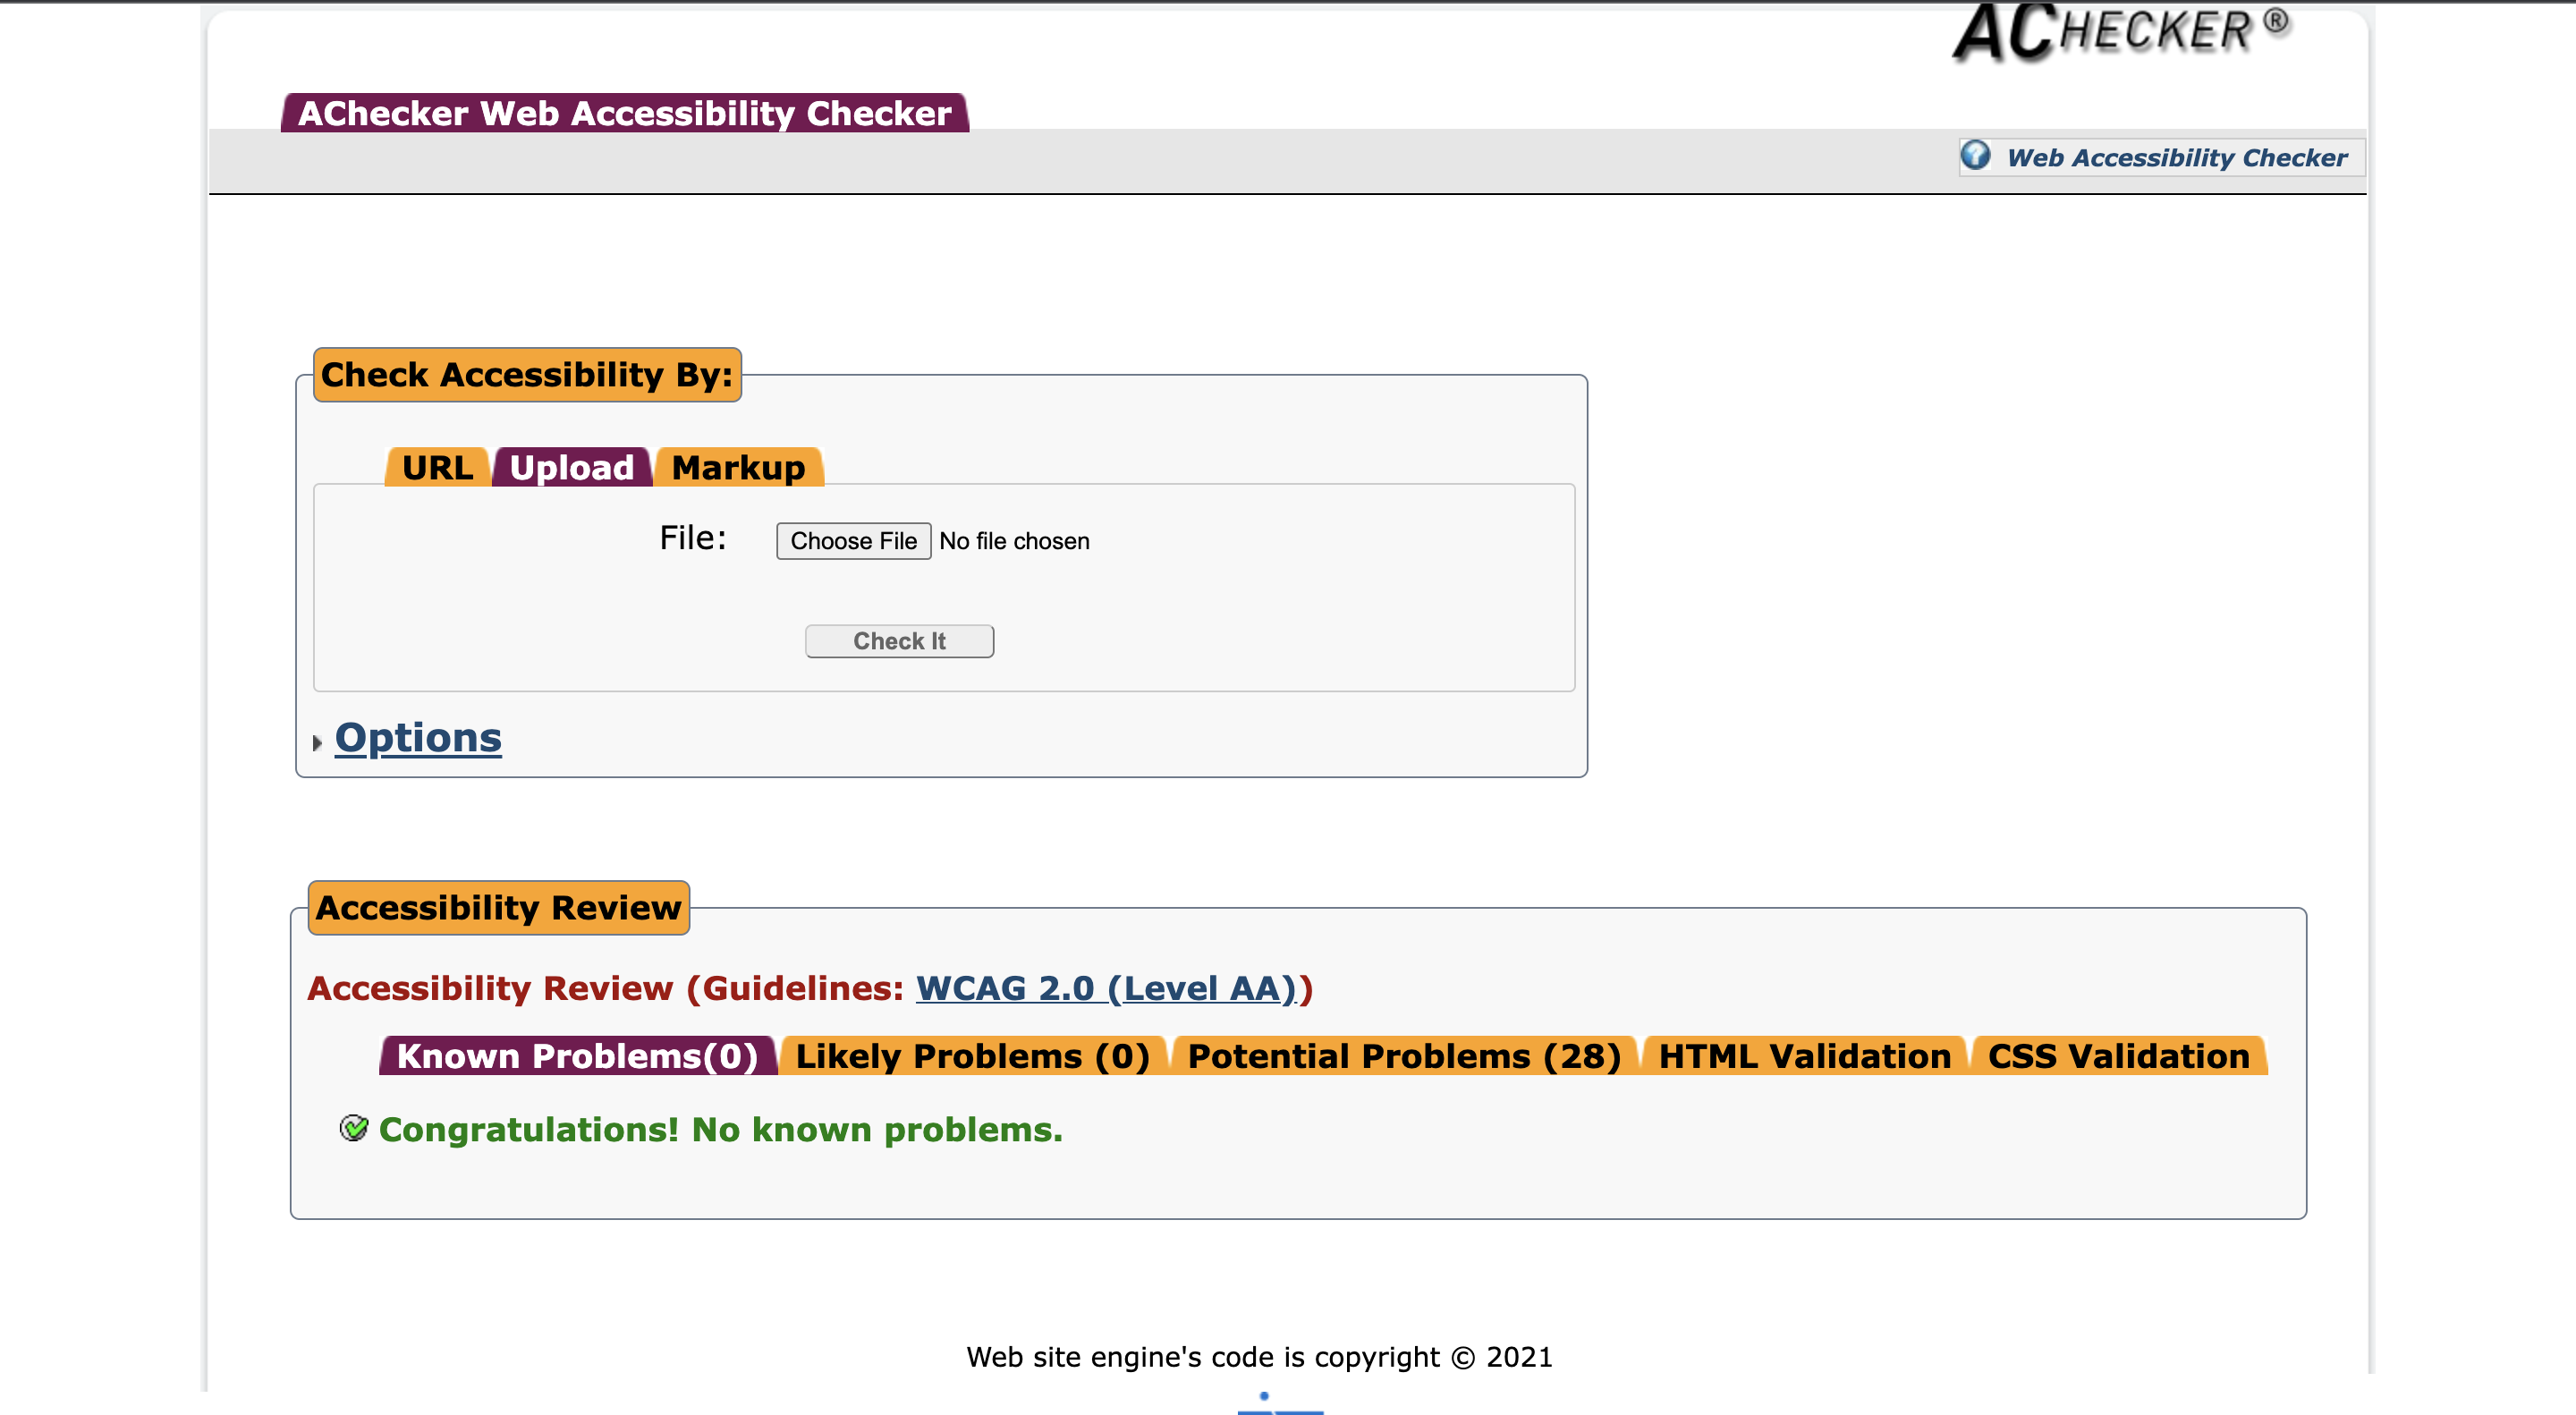 ACHECKER ®
AChecker Web Accessibility Checker
Web Accessibility Checker
Check Accessibility By:
URL Upload Markup
File: Choose File No file chosen
Check It
Options
Accessibility Review
Accessibility Review (Guidelines: WCAG 2.0 (Level AA))
Known Problems(0) Likely Problems (0) Potential Problems (28) HTML Validation CSS Validation
Congratulations! No known problems.
Web site engine's code is copyright © 2021